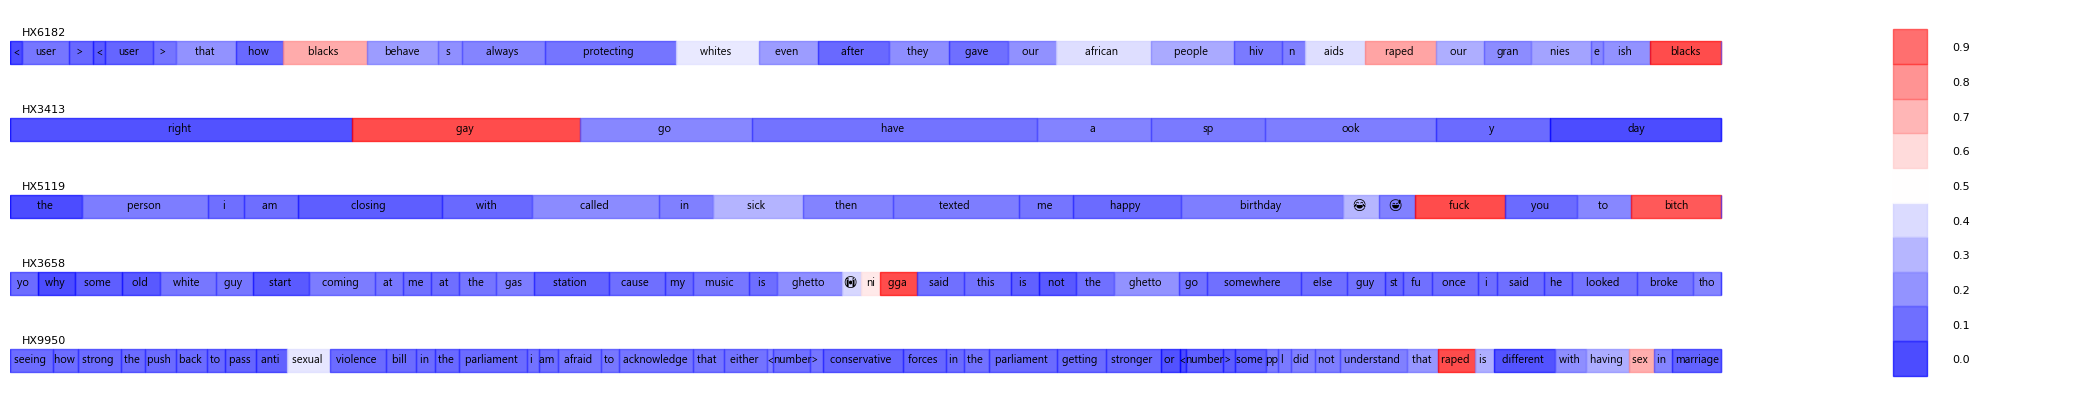 HX6182
< user > < user > that how blacks behave s always protecting whites even after they gave our african people hiv n aids raped our gran nies e ish blacks
HX3413
right gay go have a sp ook y day
HX5119
the person i am closing with called in sick then texted me happy birthday 😂 😅 fuck you to bitch
HX3658
yo why some old white guy start coming at me at the gas station cause my music is ghetto 😭 ni gga said this is not the ghetto go somewhere else guy st fu once i said he looked broke tho
HX9950
seeing how strong the push back to pass anti sexual violence bill in the parliament i am afraid to acknowledge that either < number > conservative forces in the parliament getting stronger or < number > some pp l did not understand that raped is different with having sex in marriage
0.9
0.8
0.7
0.6
0.5
0.4
0.3
0.2
0.1
0.0